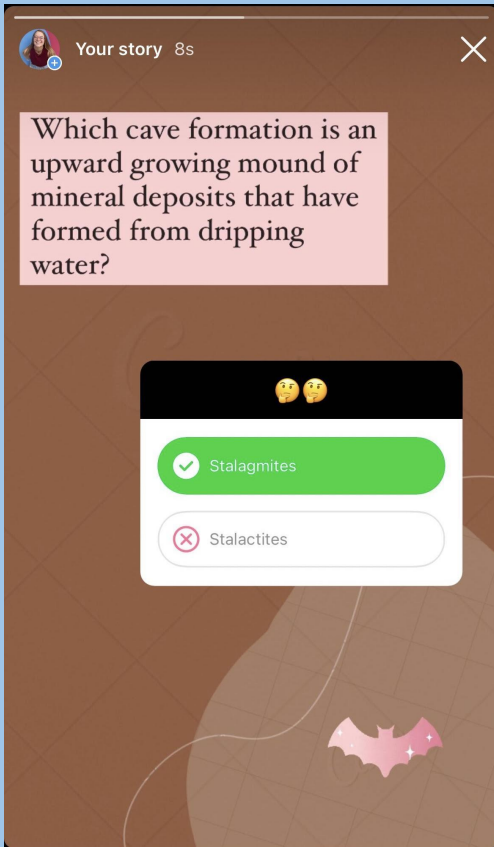 Your story 8s
Which cave formation is an
upward growing mound of
mineral deposits that have
formed from dripping
water?
🤔🤔
Stalagmites
Stalactites